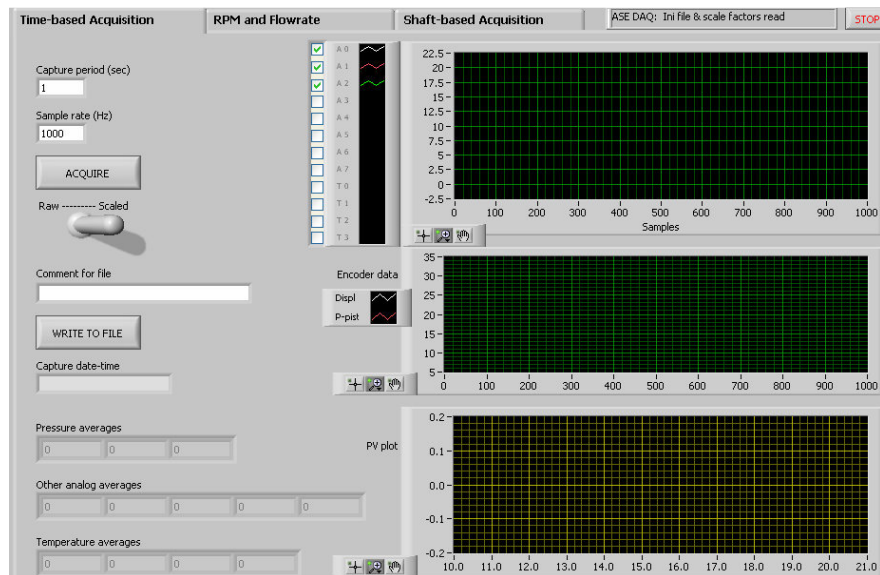 Time-based Acquisition
RPM and Flowrate
Shaft-based Acquisition
ASE DAQ: Ini file & scale factors read
STOP
Capture period (sec)
1
Sample rate (Hz)
1000
ACQUIRE
Raw --------- Scaled
Comment for file
WRITE TO FILE
Capture date-time
Pressure averages
0 0 0
Other analog averages
0 0 0 0 0
Temperature averages
0 0 0 0
A 0
A 1
A 2
A 3
A 4
A 5
A 6
A 7
T 0
T 1
T 2
T 3
22.5
20
17.5
15
12.5
10
7.5
5
2.5
0
-2.5
0 100 200 300 400 500 600 700 800 900 1000
Samples
Encoder data
Displ
P-pist
35
30
25
20
15
10
5
0 100 200 300 400 500 600 700 800 900 1000
PV plot
0.2
0.1
0.0
-0.1
-0.2
10.0 11.0 12.0 13.0 14.0 15.0 16.0 17.0 18.0 19.0 20.0 21.0